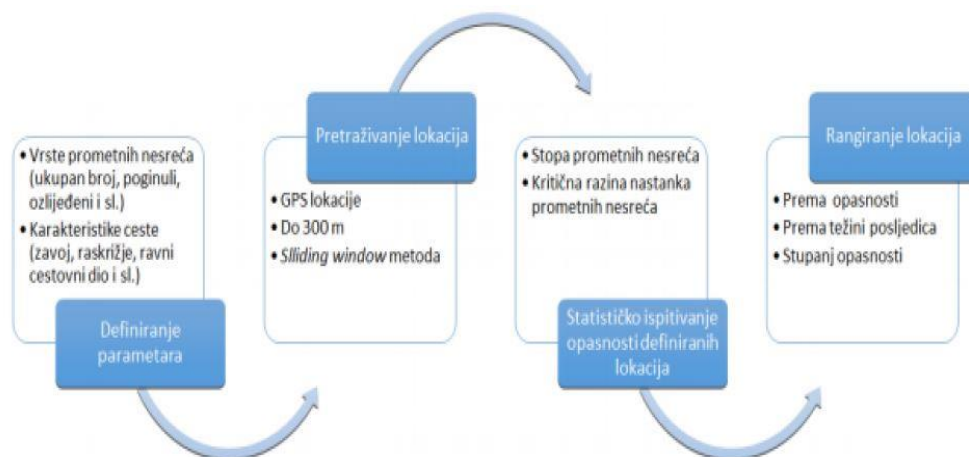 • Vrste prometnih nesreća
(ukupan broj, poginuli,
ozlijeđeni i sl.)
• Karakteristike ceste
(zavoj, raskrižje, ravni
cestovni dio i sl.)
Definiranje
parametara
Pretraživanje lokacija
• GPS lokacije
• Do 300 m
• Slliding window metoda
• Stopa prometnih nesreća
• Kritična razina nastanka
prometnih nesreća
Statističko ispitivanje
opasnosti definiranih
lokacija
Rangiranje lokacija
• Prema opasnosti
• Prema težini posljedica
• Stupanj opasnosti